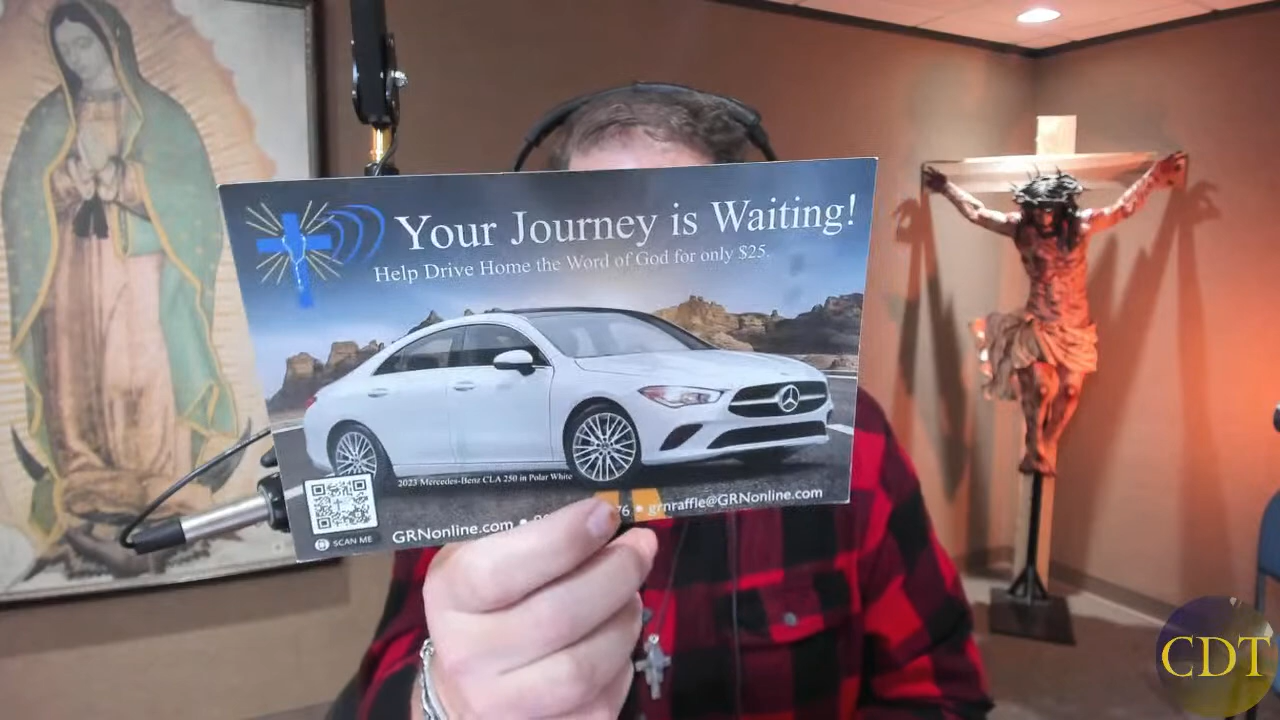 Your Journey is Waiting!
Help Drive Home the Word of God for only $25.
2023 Mercedes-Benz CLA 250 in Polar White
SCAN ME
GRNonline.com • 76 • grnraffle@GRNonline.com
CDT